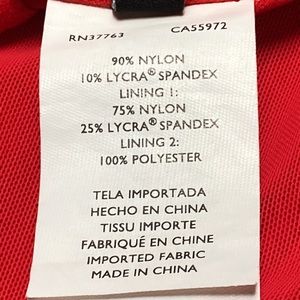 RN37763 CA55972
90% NYLON
10% LYCRA® SPANDEX
LINING 1:
75% NYLON
25% LYCRA® SPANDEX
LINING 2:
100% POLYESTER
TELA IMPORTADA
HECHO EN CHINA
TISSU IMPORTE
FABRIQUÉ EN CHINE
IMPORTED FABRIC
MADE IN CHINA